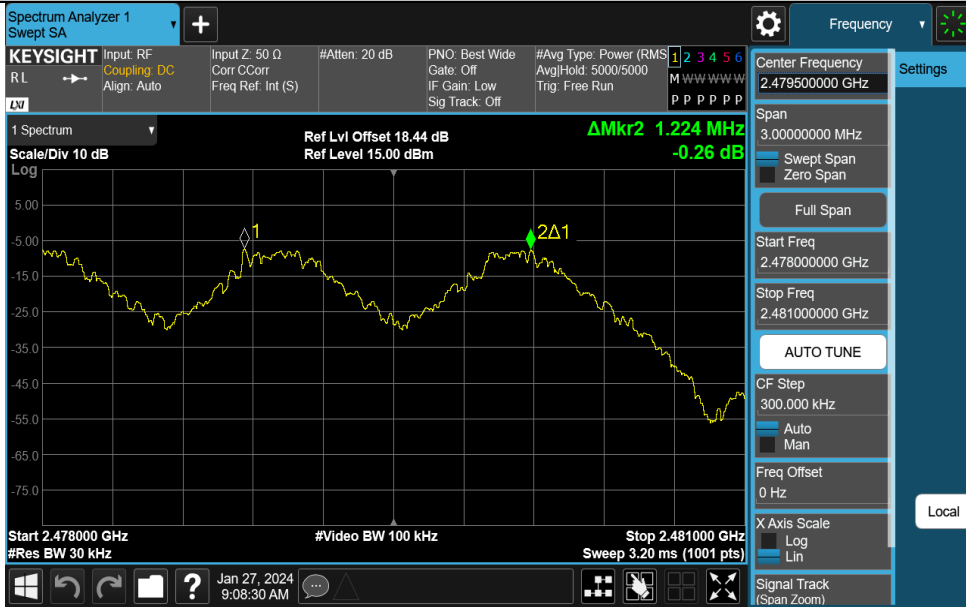 Spectrum Analyzer 1
Swept SA
+
Frequency
KEYSIGHT
RL
LXI
Input: RF
Coupling: DC
Align: Auto
Input Z: 50 Ω
Corr CCorr
Freq Ref: Int (S)
#Atten: 20 dB
PNO: Best Wide
Gate: Off
IF Gain: Low
Sig Track: Off
#Avg Type: Power (RMS
Avg|Hold: 5000/5000
Trig: Free Run
1 2 3 4 5 6
M W W W W W
P P P P P P
1 Spectrum
Scale/Div 10 dB
Log
Ref Lvl Offset 18.44 dB
Ref Level 15.00 dBm
ΔMkr2 1.224 MHz
-0.26 dB
1
2Δ1
5.00
-5.00
-15.0
-25.0
-35.0
-45.0
-55.0
-65.0
-75.0
Start 2.478000 GHz
#Res BW 30 kHz
#Video BW 100 kHz
Stop 2.481000 GHz
Sweep 3.20 ms (1001 pts)
?
Jan 27, 2024
9:08:30 AM
Center Frequency
2.479500000 GHz
Span
3.00000000 MHz
Swept Span
Zero Span
Full Span
Start Freq
2.478000000 GHz
Stop Freq
2.481000000 GHz
AUTO TUNE
CF Step
300.000 kHz
Auto
Man
Freq Offset
0 Hz
X Axis Scale
Log
Lin
Signal Track
(Span Zoom)
Settings
Local